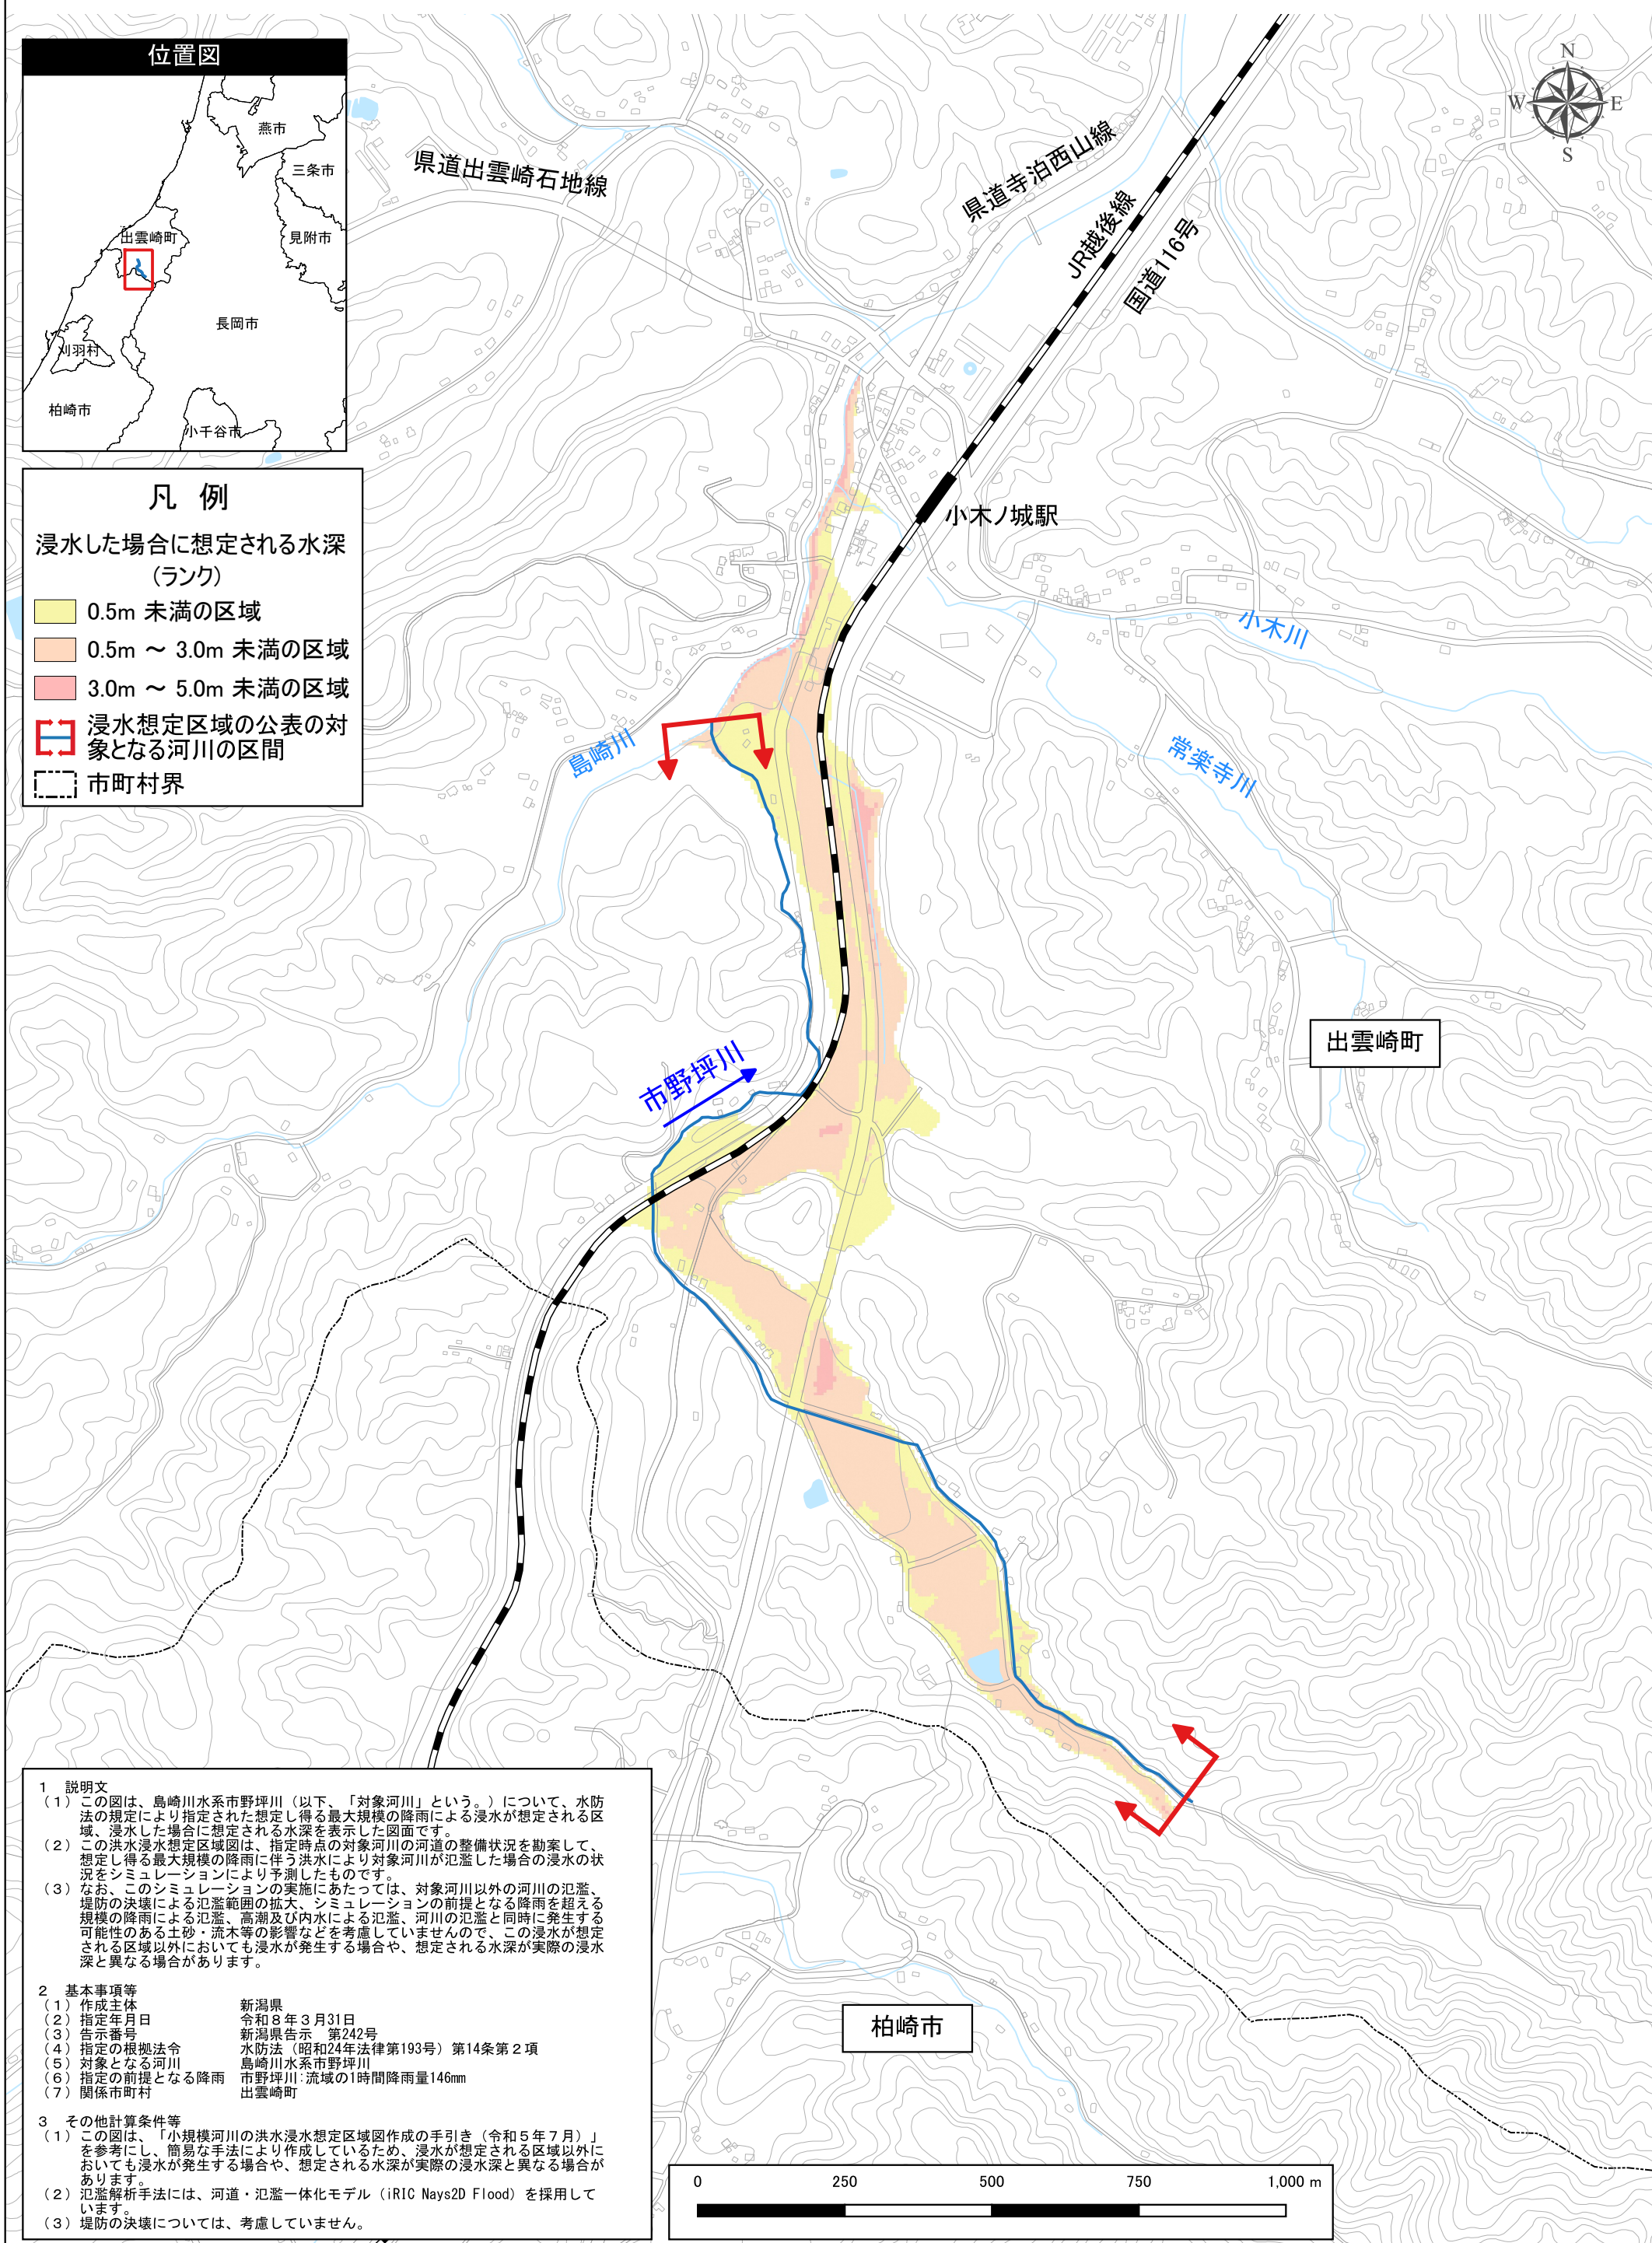 位置図
燕市
三条市
出雲崎町
見附市
長岡市
刈羽村
柏崎市
小千谷市
凡 例
浸水した場合に想定される水深
(ランク)
0.5m 未満の区域
0.5m ～ 3.0m 未満の区域
3.0m ～ 5.0m 未満の区域
浸水想定区域の公表の対
象となる河川の区間
市町村界
N
W
E
S
県道出雲崎石地線
県道寺泊西山線
JR越後線
国道116号
小木ノ城駅
小木川
島崎川
常楽寺川
出雲崎町
市野坪川
柏崎市
1 説明文
（1）この図は、島崎川水系市野坪川（以下、「対象河川」という。）について、水防
法の規定により指定された想定し得る最大規模の降雨による浸水が想定される区
域、浸水した場合に想定される水深を表示した図面です。
（2）この洪水浸水想定区域図は、指定時点の対象河川の河道の整備状況を勘案して、
想定し得る最大規模の降雨に伴う洪水により対象河川が氾濫した場合の浸水の状
況をシミュレーションにより予測したものです。
（3）なお、このシミュレーションの実施にあたっては、対象河川以外の河川の氾濫、
堤防の決壊による氾濫範囲の拡大、シミュレーションの前提となる降雨を超える
規模の降雨による氾濫、高潮及び内水による氾濫、河川の氾濫と同時に発生する
可能性のある土砂・流木等の影響などを考慮していませんので、この浸水が想定
される区域以外においても浸水が発生する場合や、想定される水深が実際の浸水
深と異なる場合があります。
2 基本事項等
（1）作成主体 新潟県
（2）指定年月日 令和８年３月31日
（3）告示番号 新潟県告示 第242号
（4）指定の根拠法令 水防法（昭和24年法律第193号）第14条第２項
（5）対象となる河川 島崎川水系市野坪川
（6）指定の前提となる降雨 市野坪川:流域の1時間降雨量146mm
（7）関係市町村 出雲崎町
3 その他計算条件等
（1）この図は、「小規模河川の洪水浸水想定区域図作成の手引き（令和５年７月）」
を参考にし、簡易な手法により作成しているため、浸水が想定される区域以外に
おいても浸水が発生する場合や、想定される水深が実際の浸水深と異なる場合が
あります。
（2）氾濫解析手法には、河道・氾濫一体化モデル（iRIC Nays2D Flood）を採用して
います。
（3）堤防の決壊については、考慮していません。
0 250 500 750 1,000 m